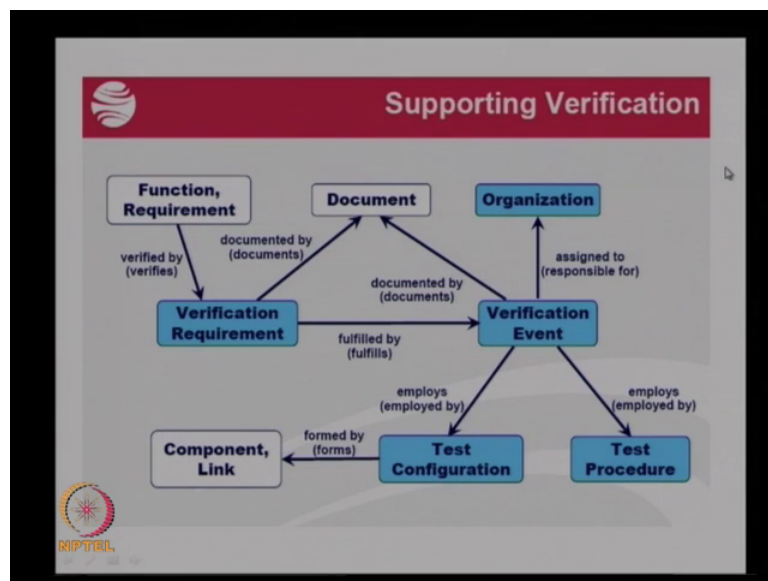 Supporting Verification
Function,
Requirement
Document
Organization
verified by
(verifies)
documented by
(documents)
documented by
(documents)
assigned to
(responsible for)
Verification
Requirement
fulfilled by
(fulfills)
Verification
Event
employs
(employed by)
employs
(employed by)
Component,
Link
formed by
(forms)
Test
Configuration
Test
Procedure
NPTEL